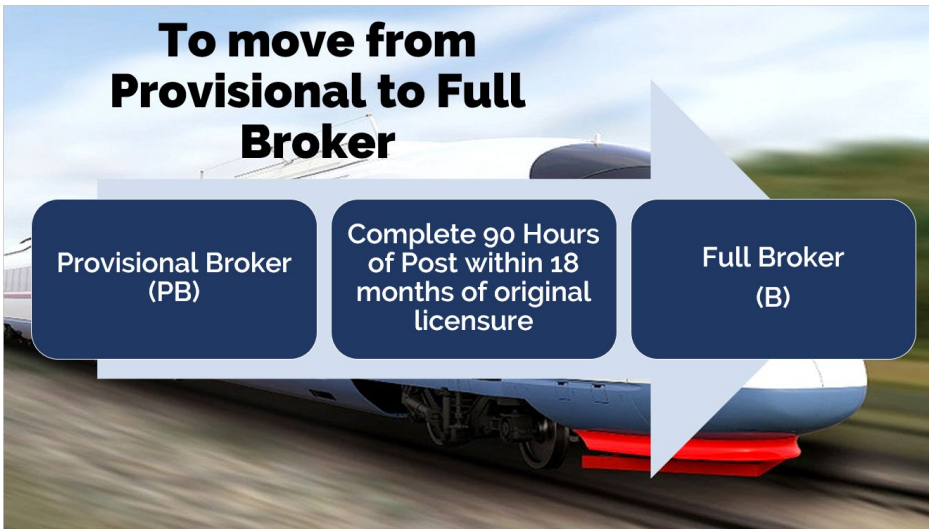 To move from
Provisional to Full
Broker
Provisional Broker
(PB)
Complete 90 Hours
of Post within 18
months of original
licensure
Full Broker
(B)